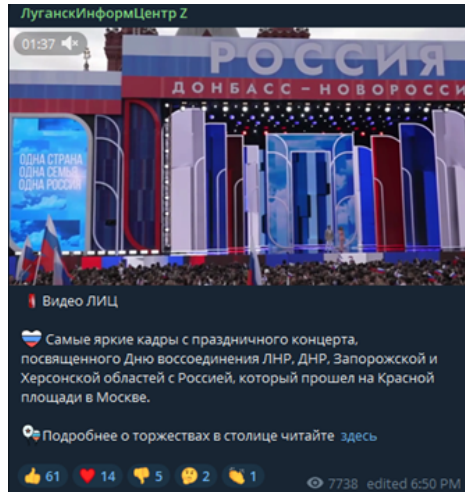 ЛуганскИнформЦентр Z
01:37
РОССИЯ
ДОНБАСС – НОВОРОССИ
ОДНА СТРАНА
ОДНА СЕМЬЯ
ОДНА РОССИЯ
Видео ЛИЦ
Самые яркие кадры с праздничного концерта,
посвященного Дню воссоединения ЛНР, ДНР, Запорожской и
Херсонской областей с Россией, который прошел на Красной
площади в Москве.
Подробнее о торжествах в столице читайте здесь
61 14 5 2 1 7738 edited 6:50 PM